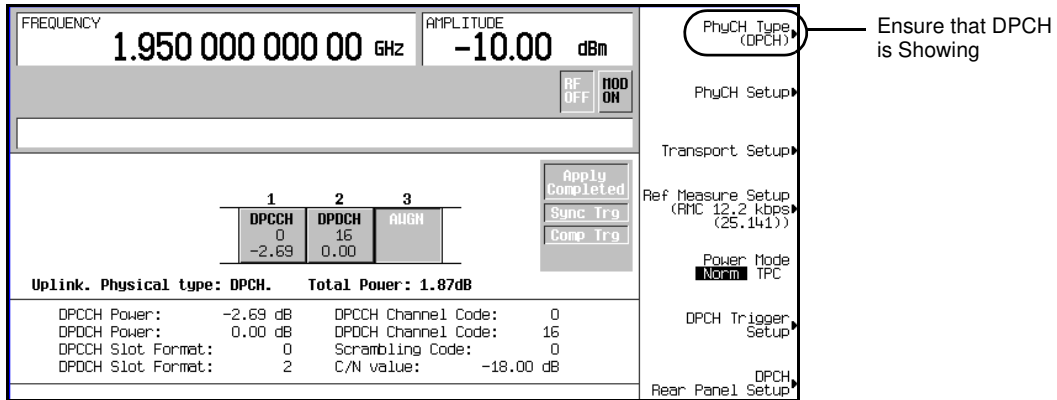 FREQUENCY
1.950 000 000 00 GHz
AMPLITUDE
-10.00 dBm
RF OFF
MOD ON
Apply Completed
Sync Trg
Comp Trg
1 2 3
DPCCH DPDCH AWGN
0 16
-2.69 0.00
Uplink. Physical type: DPCH. Total Power: 1.87dB
DPCCH Power: -2.69 dB DPCCH Channel Code: 0
DPDCH Power: 0.00 dB DPDCH Channel Code: 16
DPCCH Slot Format: 0 Scrambling Code: 0
DPDCH Slot Format: 2 C/N value: -18.00 dB
PhyCH Type
(DPCH)
PhyCH Setup
Transport Setup
Ref Measure Setup
(RMC 12.2 kbps
(25.141))
Power Mode
Norm TPC
DPCH Trigger
Setup
DPCH
Rear Panel Setup
Ensure that DPCH
is Showing